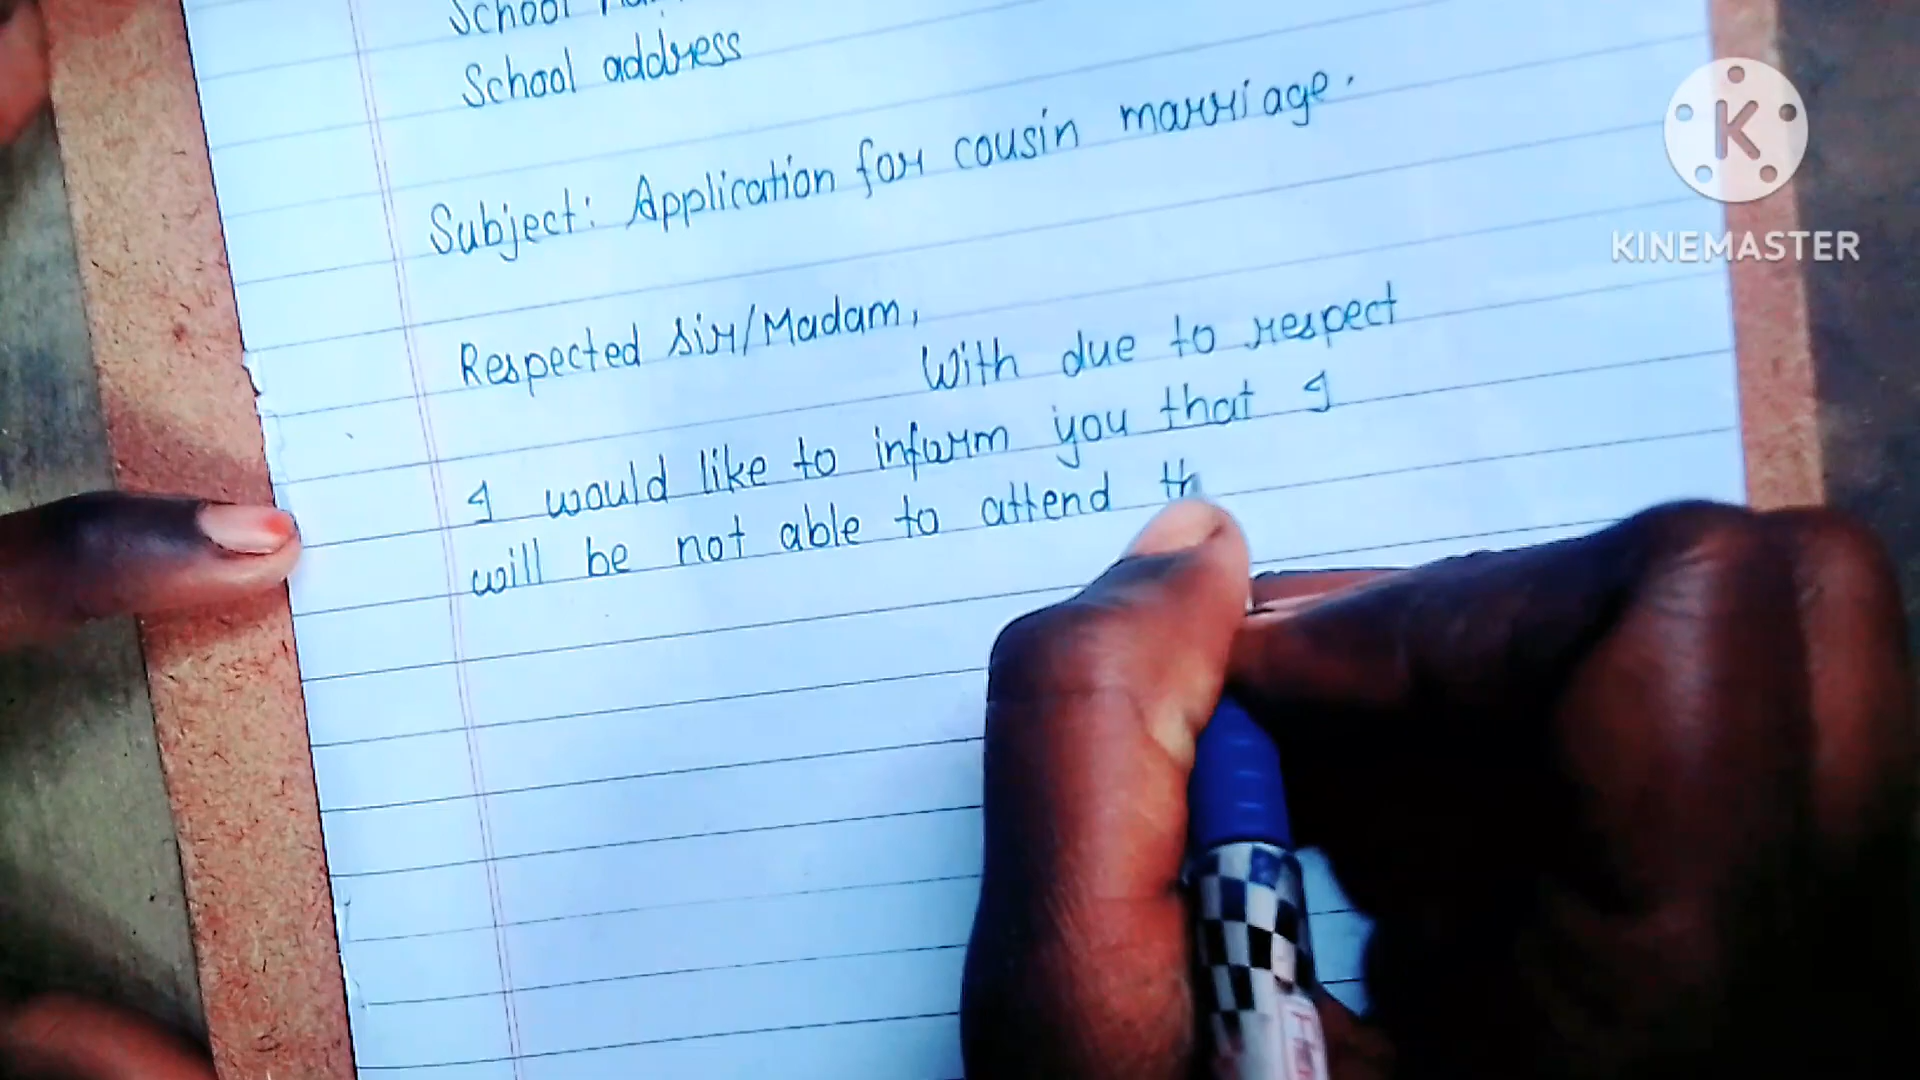 School
School address
Subject: Application for cousin marriage.
Respected Sir/Madam,
With due to respect
I would like to inform you that I
will be not able to attend th
K
KINEMASTER